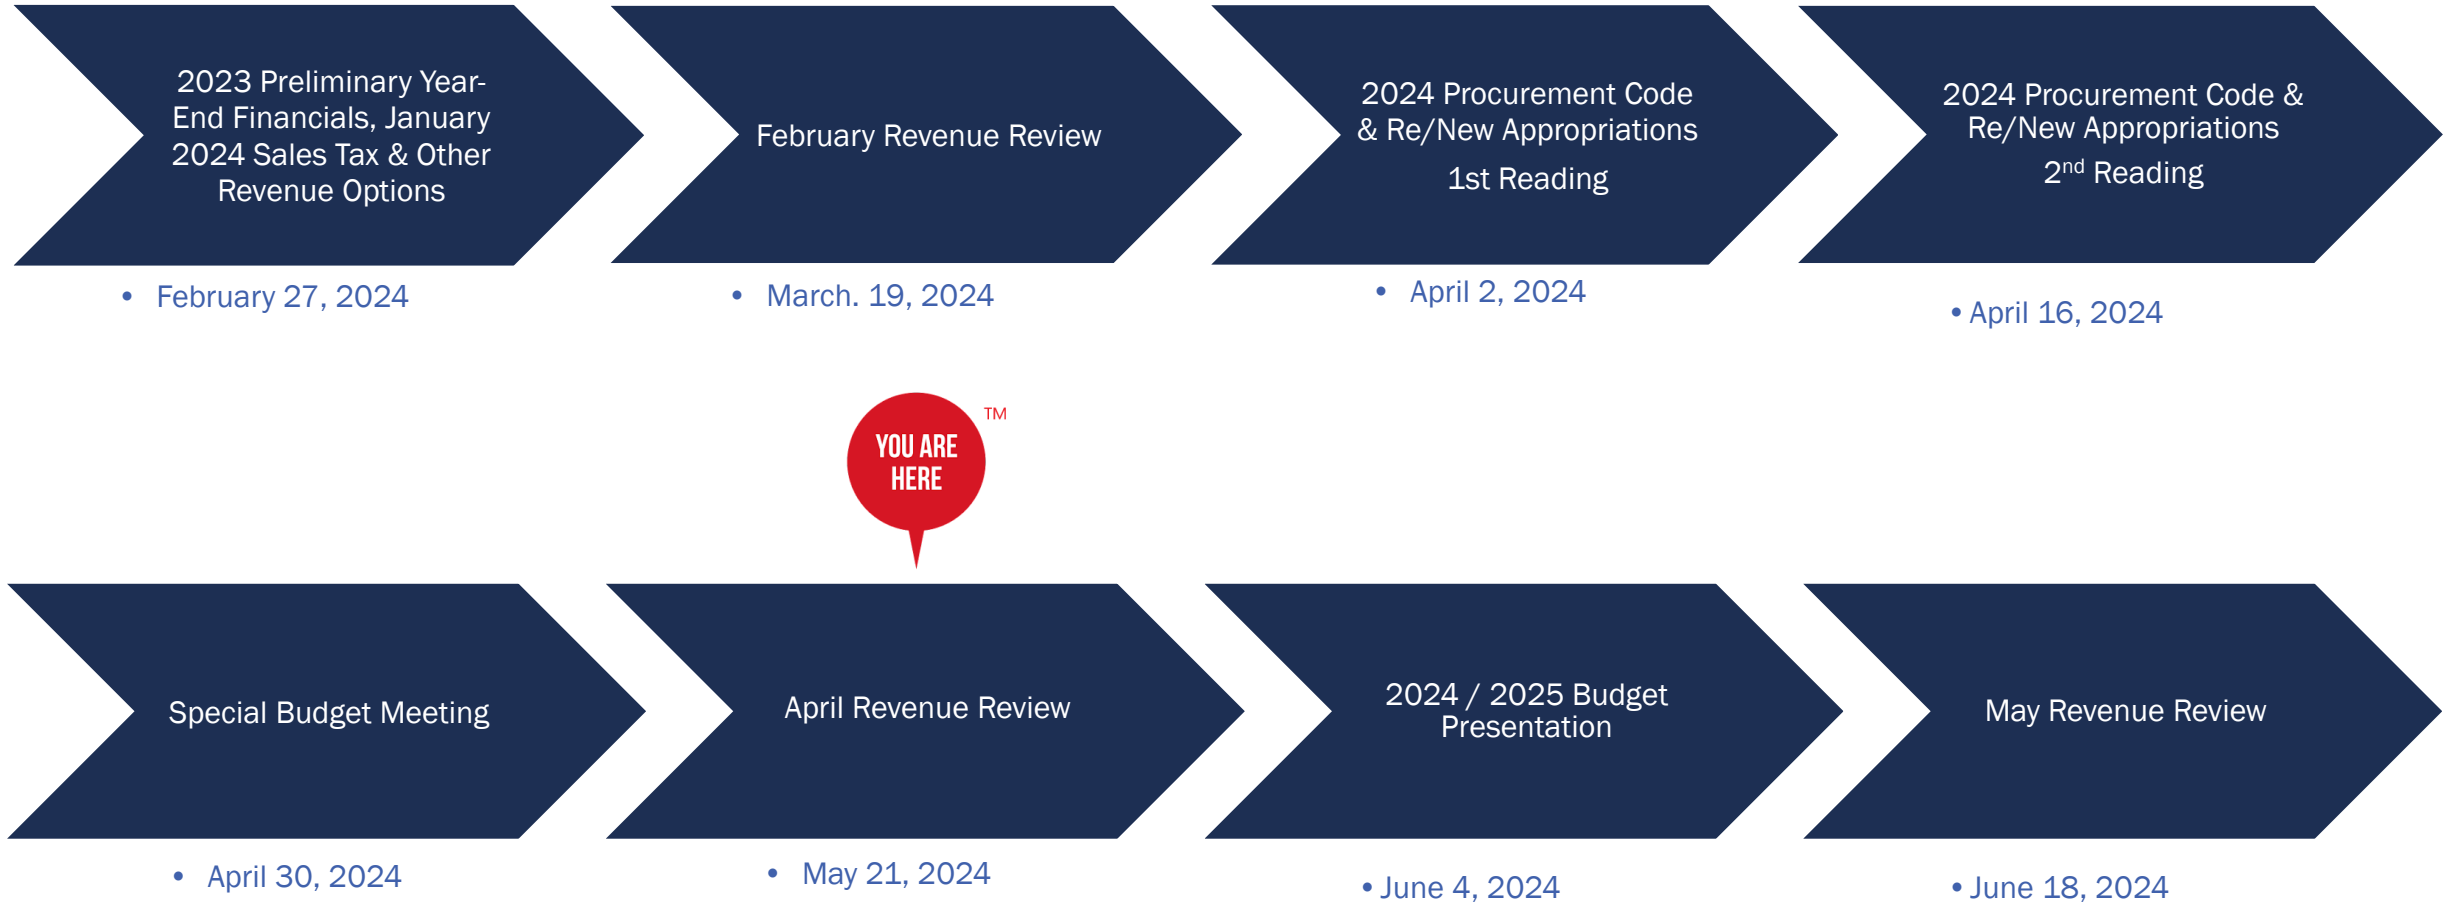 2023 Preliminary Year-
End Financials, January
2024 Sales Tax & Other
Revenue Options
• February 27, 2024
February Revenue Review
• March. 19, 2024
2024 Procurement Code
& Re/New Appropriations
1st Reading
• April 2, 2024
2024 Procurement Code &
Re/New Appropriations
2nd Reading
• April 16, 2024
YOU ARE
HERE
TM
Special Budget Meeting
• April 30, 2024
April Revenue Review
• May 21, 2024
2024 / 2025 Budget
Presentation
• June 4, 2024
May Revenue Review
• June 18, 2024